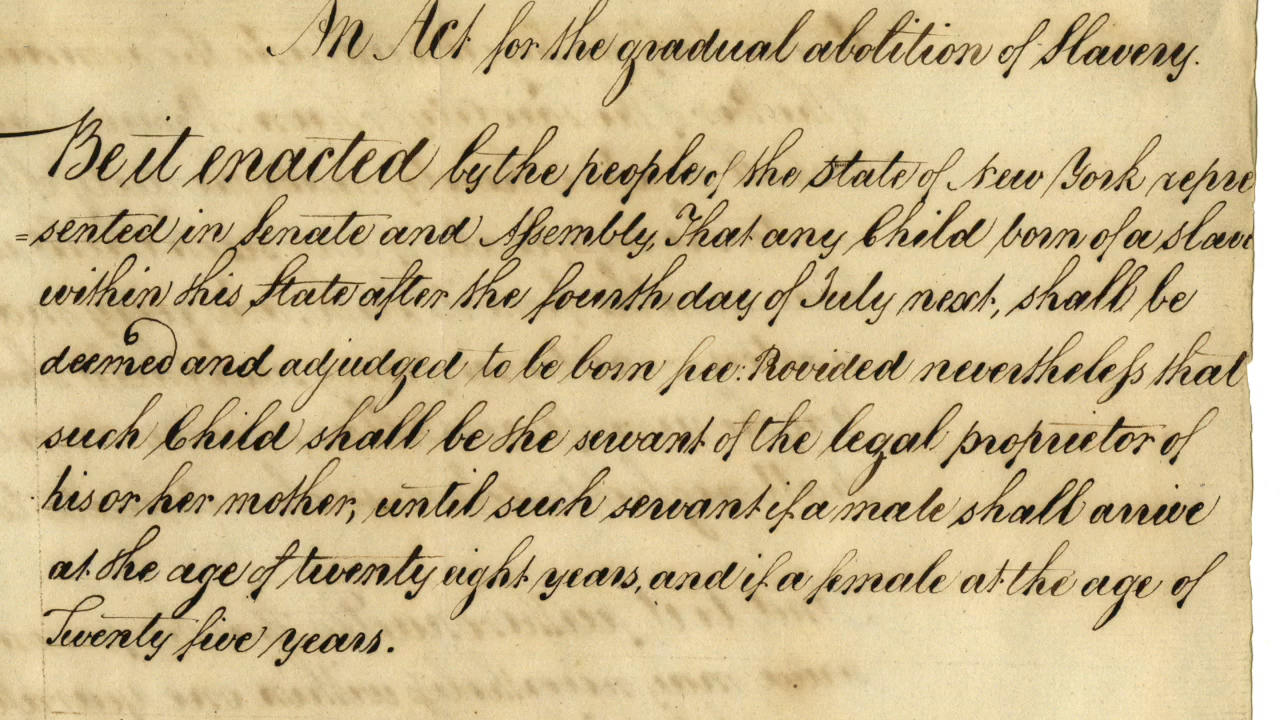 An Act for the gradual abolition of Slavery.
Be it enacted by the people of the State of New York repre
=sented in Senate and Assembly, That any Child born of a slave
within this State after the fourth day of July next, shall be
deemed and adjudged to be born free: Provided nevertheless that
such Child shall be the servant of the legal proprietor of
his or her mother, until such servant if a male shall arrive
at the age of twenty eight years, and if a female at the age of
Twenty five years.